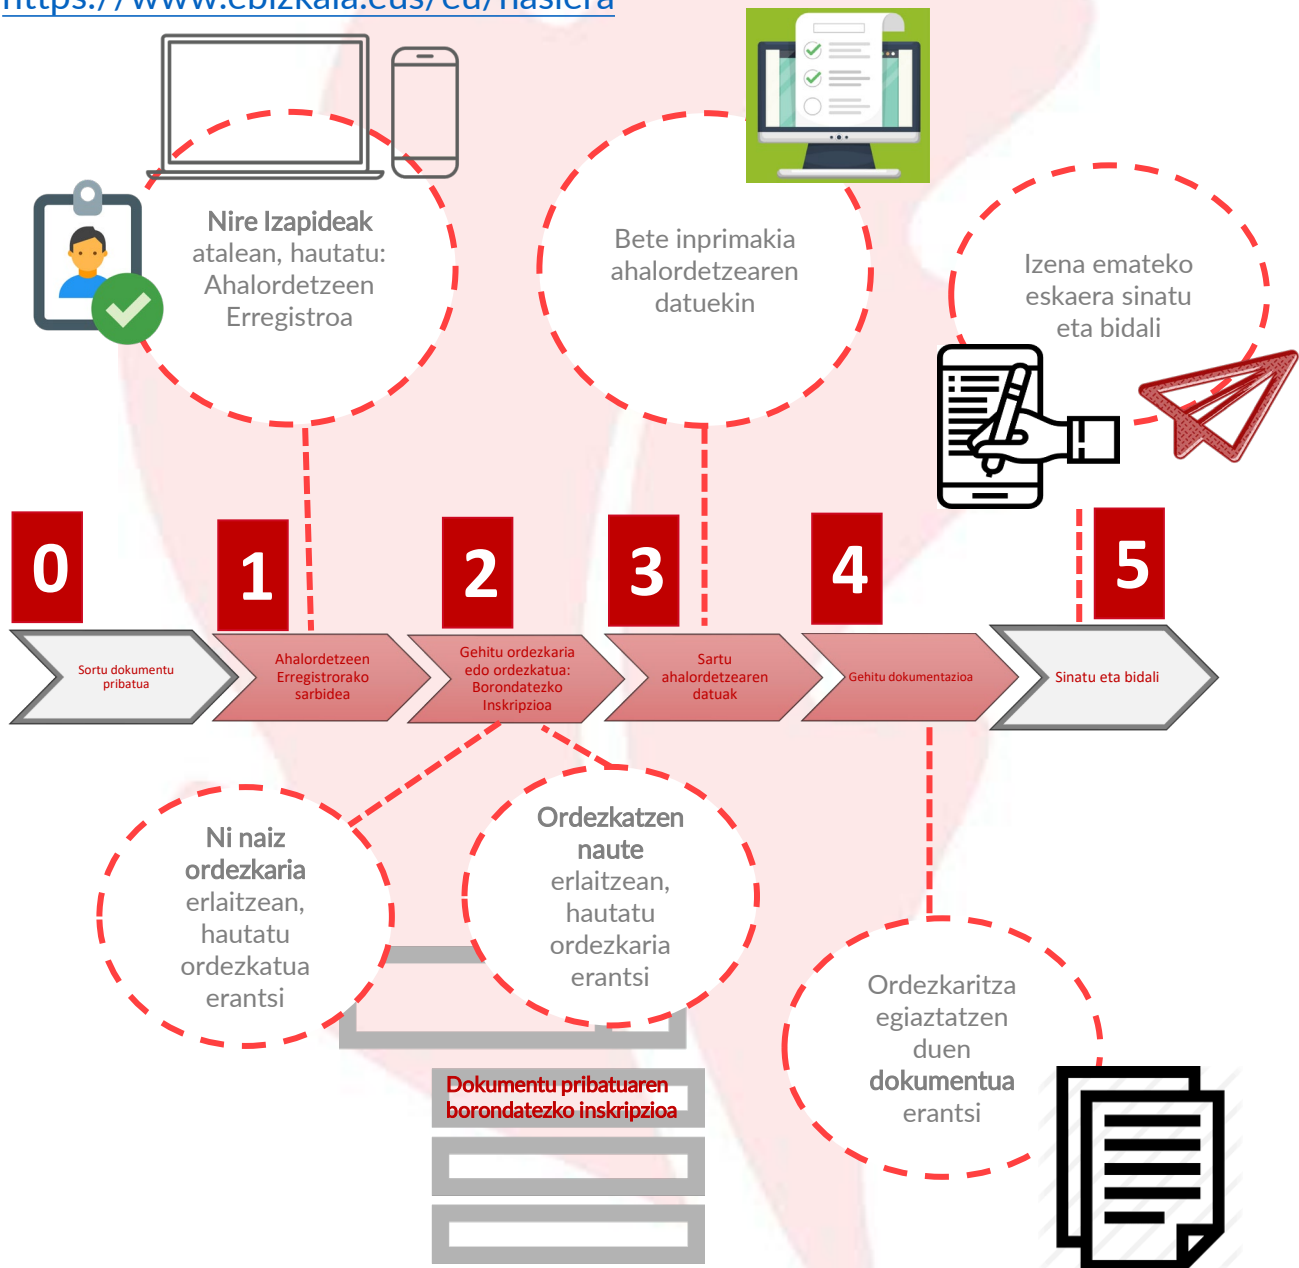 https://www.ebizkaia.eus/eu/hasiera
Nire Izapideak
atalean, hautatu:
Ahalordetzeen
Erregistroa
Bete inprimakia
ahalordetzearen
datuekin
Izena emateko
eskaera sinatu
eta bidali
0
1
2
3
4
5
Sortu dokumentu
pribatua
Ahalordetzeen
Erregistrorako
sarbidea
Gehitu ordezkaria
edo ordezkatua:
Borondatezko
Inskripzioa
Sartu
ahalordetzearen
datuak
Gehitu dokumentazioa
Sinatu eta bidali
Ni naiz
ordezkaria
erlaitzean,
hautatu
ordezkatua
erantsi
Ordezkatzen
naute
erlaitzean,
hautatu
ordezkaria
erantsi
Ordezkaritza
egiaztatzen
duen
dokumentua
erantsi
Dokumentu pribatuaren
borondatezko inskripzioa